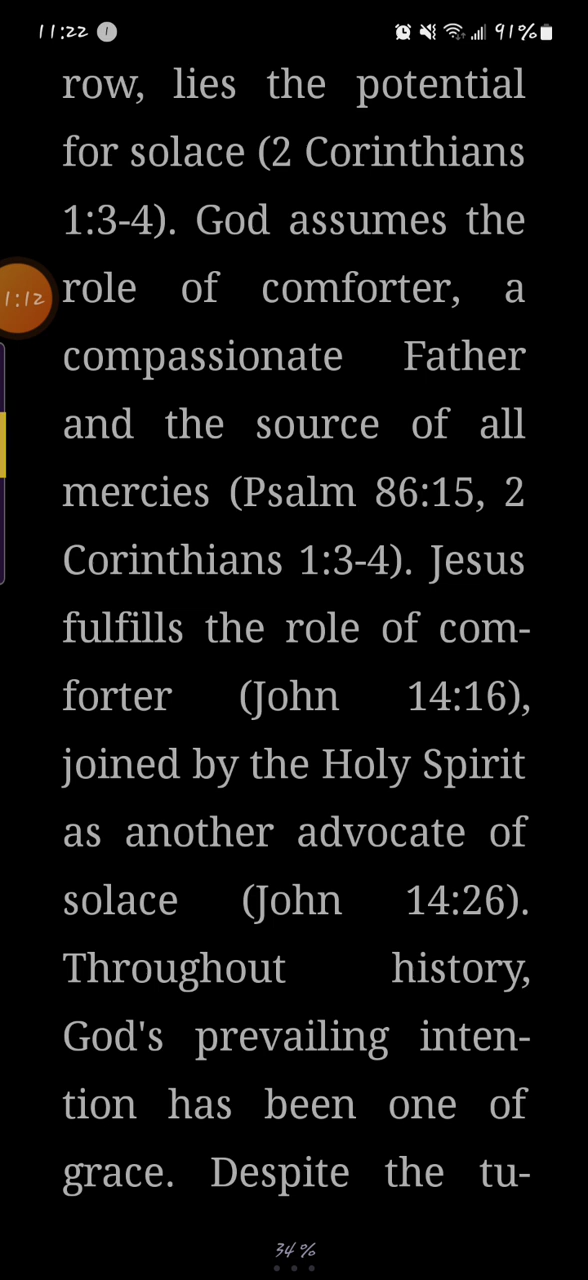 11:22 1 91%
row, lies the potential
for solace (2 Corinthians
1:3-4). God assumes the
1:12
role of comforter, a
compassionate Father
and the source of all
mercies (Psalm 86:15, 2
Corinthians 1:3-4). Jesus
fulfills the role of com-
forter (John 14:16),
joined by the Holy Spirit
as another advocate of
solace (John 14:26).
Throughout history,
God's prevailing inten-
tion has been one of
grace. Despite the tu-
34%